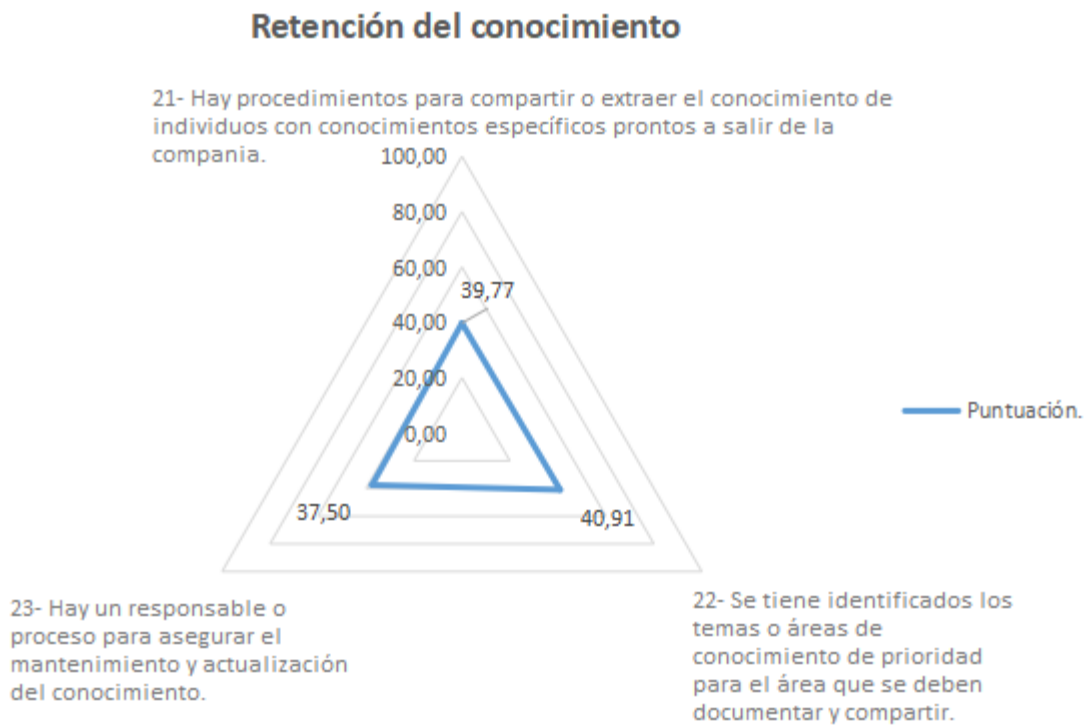 Retención del conocimiento
21- Hay procedimientos para compartir o extraer el conocimiento de
individuos con conocimientos específicos prontos a salir de la
compania.
100,00
80,00
60,00
39,77
40,00
20,00
0,00
Puntuación.
37,50
40,91
23- Hay un responsable o
proceso para asegurar el
mantenimiento y actualización
del conocimiento.
22- Se tiene identificados los
temas o áreas de
conocimiento de prioridad
para el área que se deben
documentar y compartir.